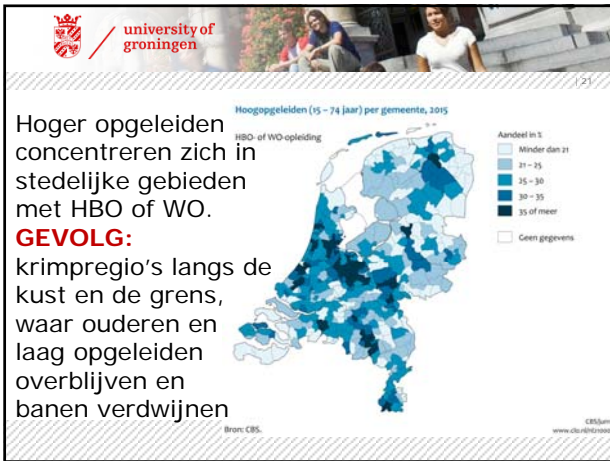 university of
groningen
| 21
Hoger opgeleiden
concentreren zich in
stedelijke gebieden
met HBO of WO.
GEVOLG:
krimpregio's langs de
kust en de grens,
waar ouderen en
laag opgeleiden
overblijven en
banen verdwijnen
Hoogopgeleiden (15 – 74 jaar) per gemeente, 2015
HBO- of WO-opleiding
Aandeel in %
Minder dan 21
21 – 25
25 – 30
30 – 35
35 of meer
Geen gegevens
Bron: CBS.